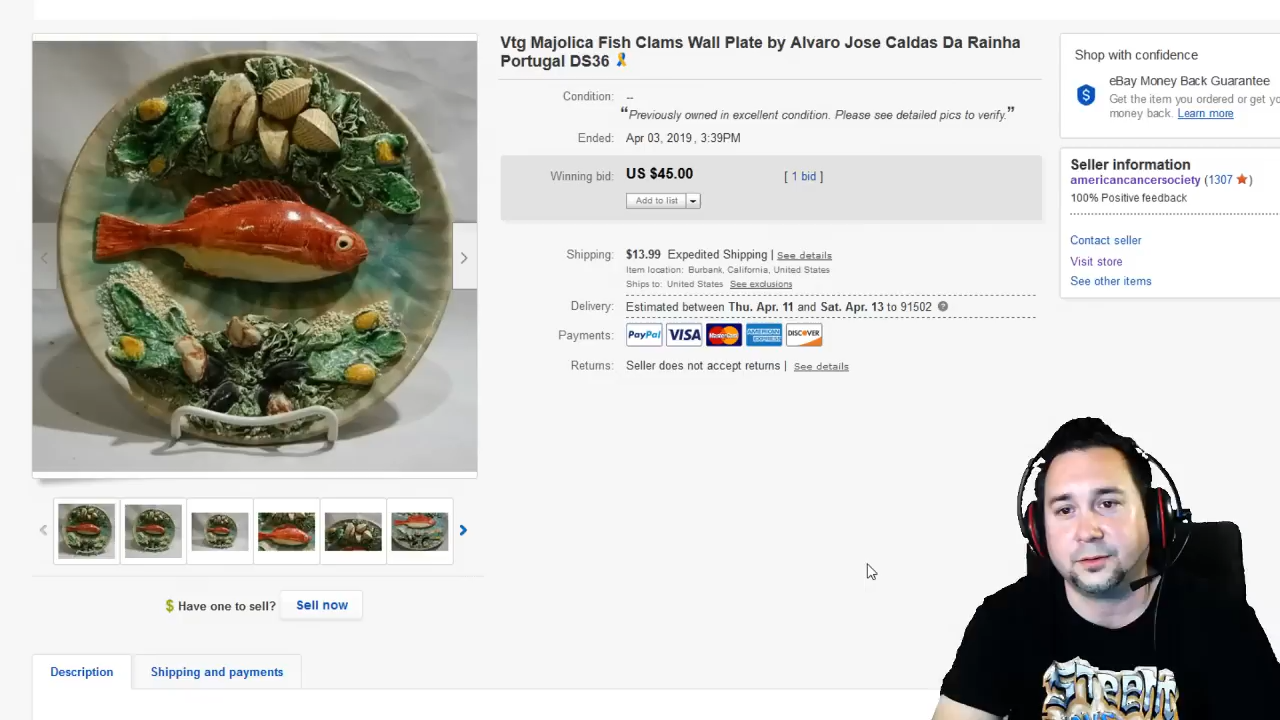 Vtg Majolica Fish Clams Wall Plate by Alvaro Jose Caldas Da Rainha
Portugal DS36
Condition: --
“Previously owned in excellent condition. Please see detailed pics to verify.”
Ended: Apr 03, 2019, 3:39PM
Winning bid: US $45.00 [ 1 bid ]
Add to list
Shipping: $13.99 Expedited Shipping | See details
Item location: Burbank, California, United States
Ships to: United States See exclusions
Delivery: Estimated between Thu. Apr. 11 and Sat. Apr. 13 to 91502
Payments: PayPal VISA MasterCard AMERICAN EXPRESS DISCOVER
Returns: Seller does not accept returns | See details
Shop with confidence
eBay Money Back Guarantee
Get the item you ordered or get yo
money back. Learn more
Seller information
americancancersociety (1307)
100% Positive feedback
Contact seller
Visit store
See other items
$ Have one to sell? Sell now
Description Shipping and payments
STREET